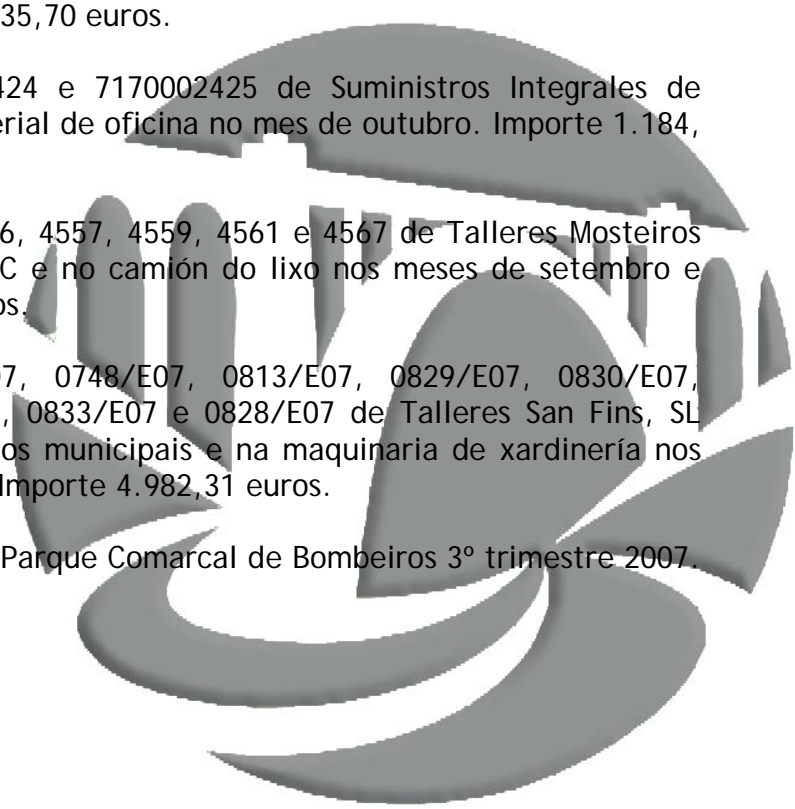 35,70 euros.
424 e 7170002425 de Suministros Integrales de
erial de oficina no mes de outubro. Importe 1.184,
6, 4557, 4559, 4561 e 4567 de Talleres Mosteiros
C e no camión do lixo nos meses de setembro e
os.
07, 0748/E07, 0813/E07, 0829/E07, 0830/E07,
, 0833/E07 e 0828/E07 de Talleres San Fins, SL
os municipais e na maquinaria de xardinería nos
Importe 4.982,31 euros.
Parque Comarcal de Bombeiros 3º trimestre 2007.